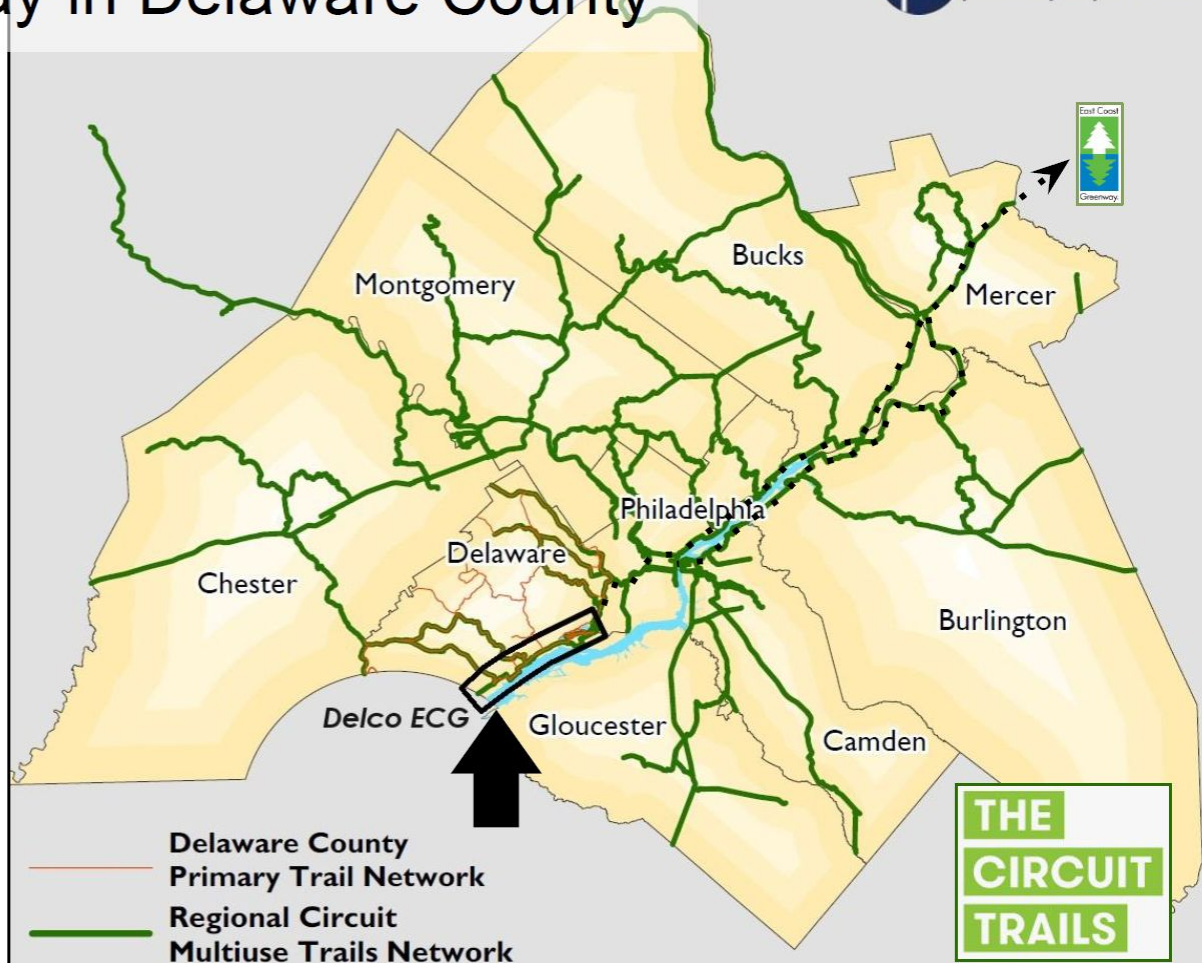 in Delaware County
East Coast
Greenway
Bucks
Montgomery
Mercer
Philadelphia
Delaware
Chester
Burlington
Delco ECG
Gloucester
Camden
THE
CIRCUIT
TRAILS
Delaware County
Primary Trail Network
Regional Circuit
Multiuse Trails Network